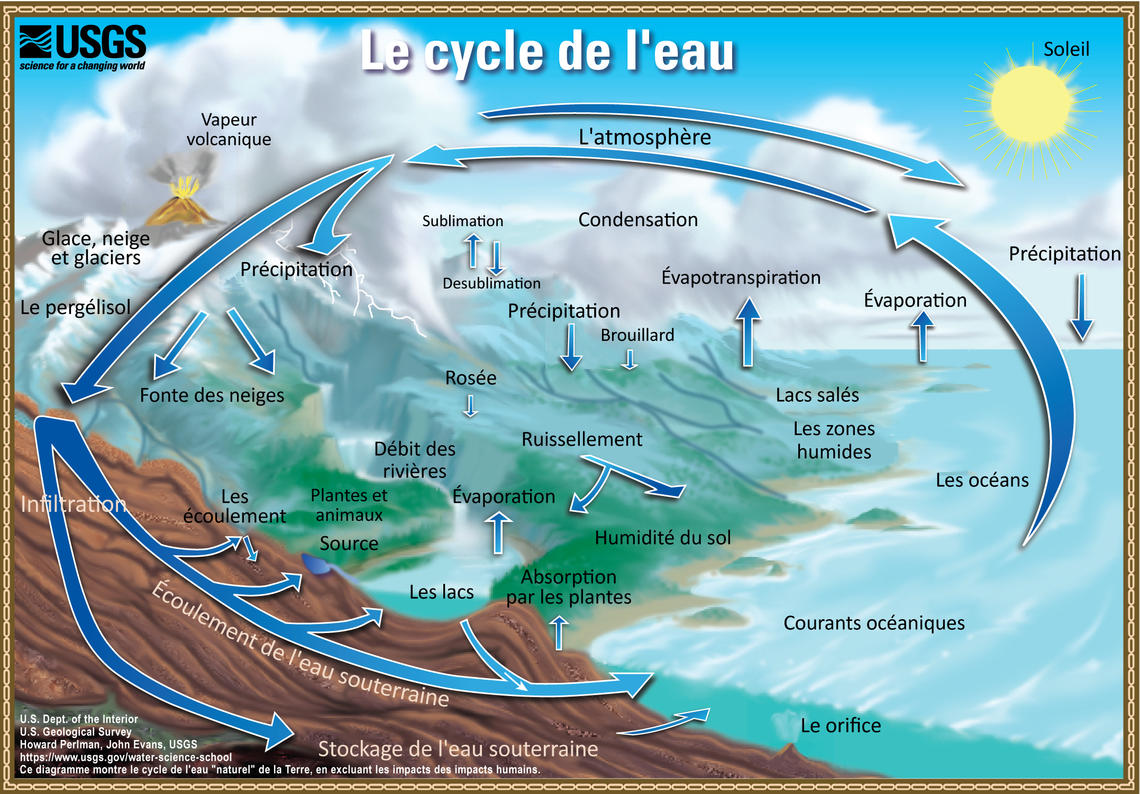 USGS
science for a changing world
Le cycle de l'eau
Soleil
Vapeur
volcanique
L'atmosphère
Sublimation
Condensation
Glace, neige
et glaciers
Précipitation
Précipitation
Desublimation
Évapotranspiration
Le pergélisol
Précipitation
Évaporation
Brouillard
Rosée
Fonte des neiges
Lacs salés
Les zones
humides
Ruissellement
Débit des
rivières
Les océans
Infiltration
Les
écoulement
Plantes et
animaux
Évaporation
Source
Humidité du sol
Absorption
par les plantes
Les lacs
Écoulement de l'eau souterraine
Courants océaniques
Le orifice
Stockage de l'eau souterraine
U.S. Dept. of the Interior
U.S. Geological Survey
Howard Perlman, John Evans, USGS
https://www.usgs.gov/water-science-school
Ce diagramme montre le cycle de l'eau "naturel" de la Terre, en excluant les impacts des impacts humains.